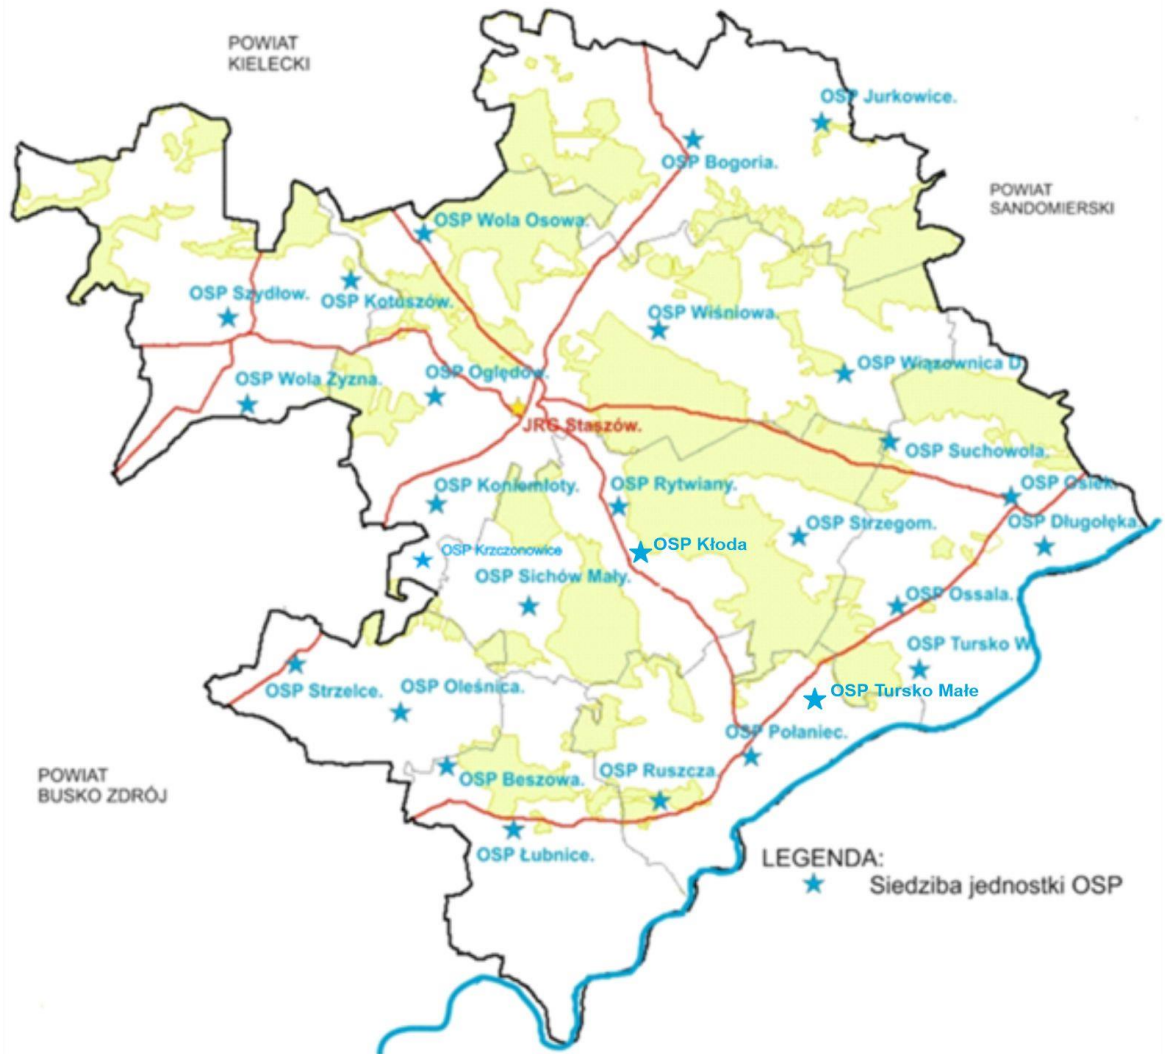 POWIAT
KIELECKI
OSP Jurkowice.
OSP Bogoria.
POWIAT
SANDOMIERSKI
OSP Wola Osowa.
OSP Szydłow.
OSP Kotuszów.
OSP Wiśniowa.
OSP Wiązownica D.
OSP Wola Zyzna.
OSP Oględów.
JRG Staszów.
OSP Suchowola.
OSP Koniemłoty.
OSP Rytwiany.
OSP Osiek.
OSP Strzegom.
OSP Długołęka.
OSP Krzczonowice
OSP Kłoda
OSP Sichów Mały.
OSP Ossala.
OSP Tursko W.
OSP Strzelce.
OSP Oleśnica.
OSP Tursko Małe
OSP Połaniec.
POWIAT
BUSKO ZDRÓJ
OSP Beszowa.
OSP Ruszcza.
OSP Łubnice.
LEGENDA:
Siedziba jednostki OSP